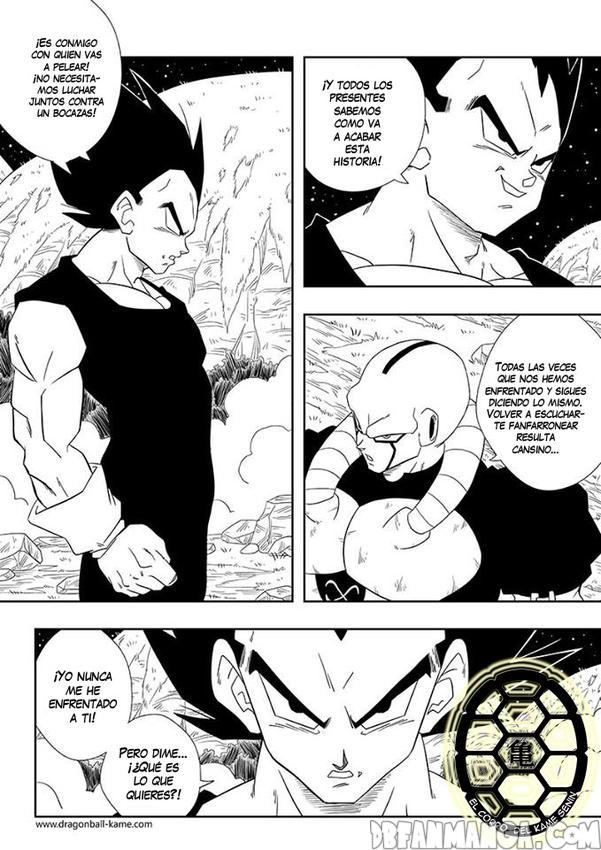 ¡ES CONMIGO
CON QUIEN VAS
A PELEAR!
¡NO NECESITA-
MOS LUCHAR
JUNTOS CONTRA
UN BOCAZAS!
¡Y TODOS LOS
PRESENTES
SABEMOS
COMO VA
A ACABAR
ESTA
HISTORIA!
TODAS LAS VECES
QUE NOS HEMOS
ENFRENTADO Y SIGUES
DICIENDO LO MISMO.
VOLVER A ESCUCHAR-
TE FANFARRONEAR
RESULTA
CANSINO...
¡YO NUNCA
ME HE
ENFRENTADO
A TI!
PERO DIME...
¡¿QUÉ ES
LO QUE
QUIERES?!
亀
EL COCOO DEL KAME SENIN
www.dragonball-kame.com
DBFANMANGA.COM